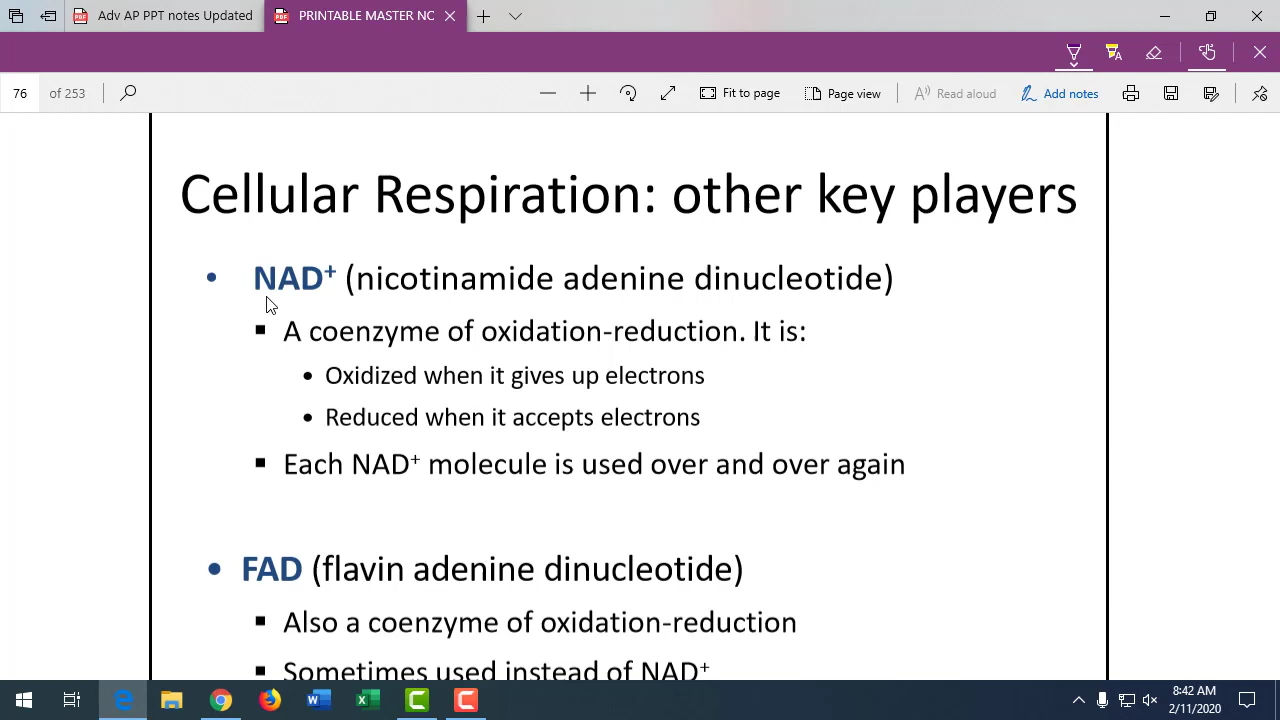 Adv AP PPT notes Updated
PRINTABLE MASTER NC
76 of 253
Fit to page
Page view
Read aloud
Add notes
Cellular Respiration: other key players
• NAD⁺ (nicotinamide adenine dinucleotide)
▪ A coenzyme of oxidation-reduction. It is:
• Oxidized when it gives up electrons
• Reduced when it accepts electrons
▪ Each NAD⁺ molecule is used over and over again
• FAD (flavin adenine dinucleotide)
▪ Also a coenzyme of oxidation-reduction
▪ Sometimes used instead of NAD⁺
8:42 AM
2/11/2020